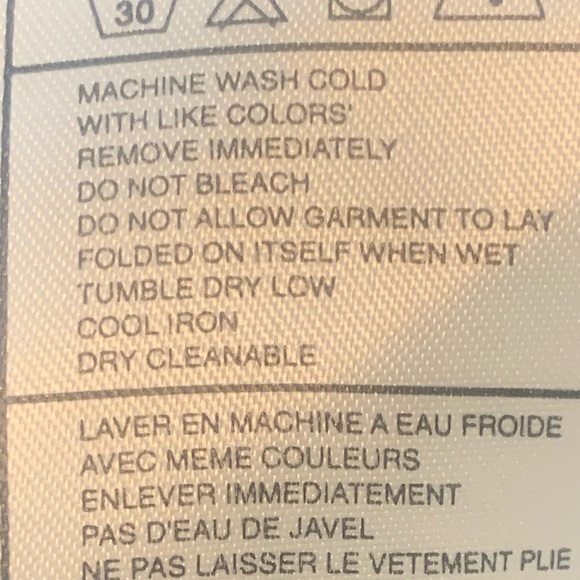 30
MACHINE WASH COLD
WITH LIKE COLORS'
REMOVE IMMEDIATELY
DO NOT BLEACH
DO NOT ALLOW GARMENT TO LAY
FOLDED ON ITSELF WHEN WET
TUMBLE DRY LOW
COOL IRON
DRY CLEANABLE
LAVER EN MACHINE A EAU FROIDE
AVEC MEME COULEURS
ENLEVER IMMEDIATEMENT
PAS D'EAU DE JAVEL
NE PAS LAISSER LE VETEMENT PLIE